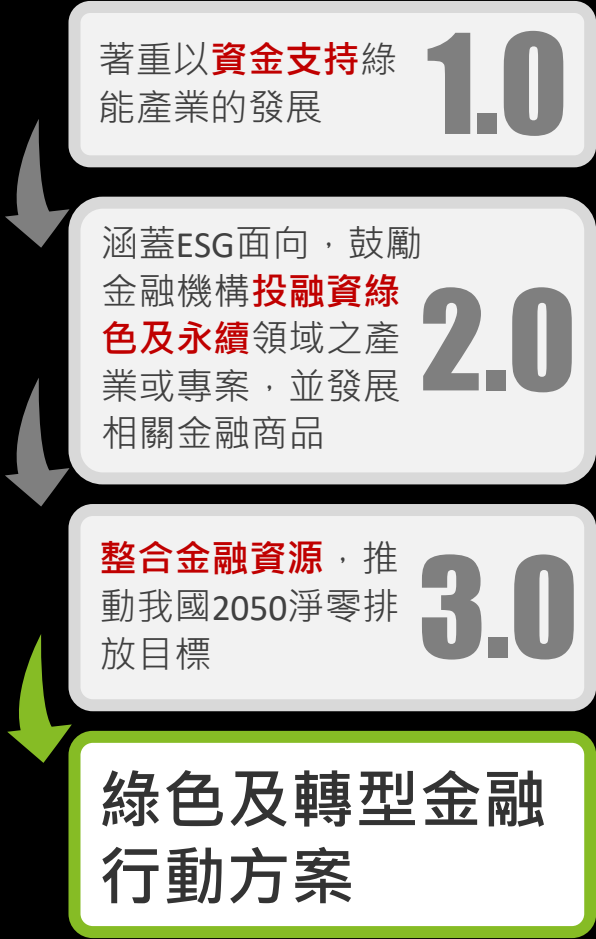 著重以資金支持綠
能產業的發展
1.0
涵蓋ESG面向，鼓勵
金融機構投融資綠
色及永續領域之產
業或專案，並發展
相關金融商品
2.0
整合金融資源，推
動我國2050淨零排
放目標
3.0
綠色及轉型金融
行動方案